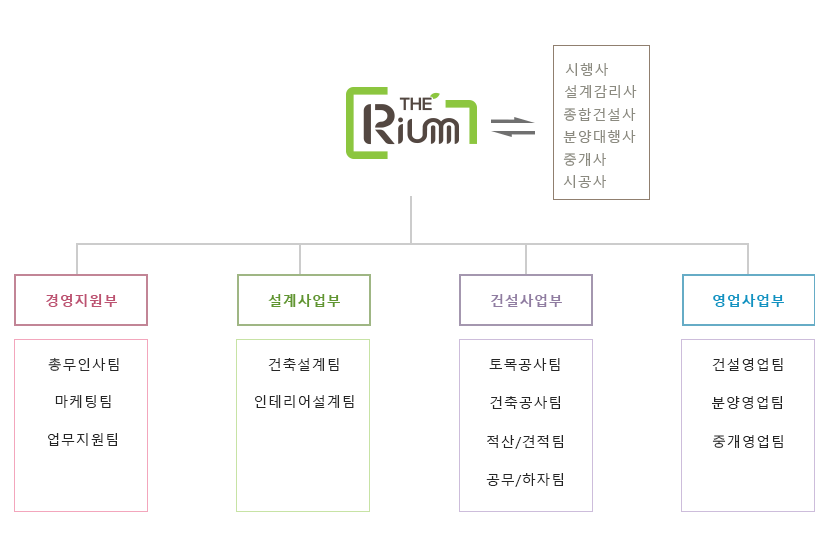 THE
Rium
시행사
설계감리사
종합건설사
분양대행사
중개사
시공사
경영지원부
설계사업부
건설사업부
영업사업부
총무인사팀
마케팅팀
업무지원팀
건축설계팀
인테리어설계팀
토목공사팀
건축공사팀
적산/견적팀
공무/하자팀
건설영업팀
분양영업팀
중개영업팀